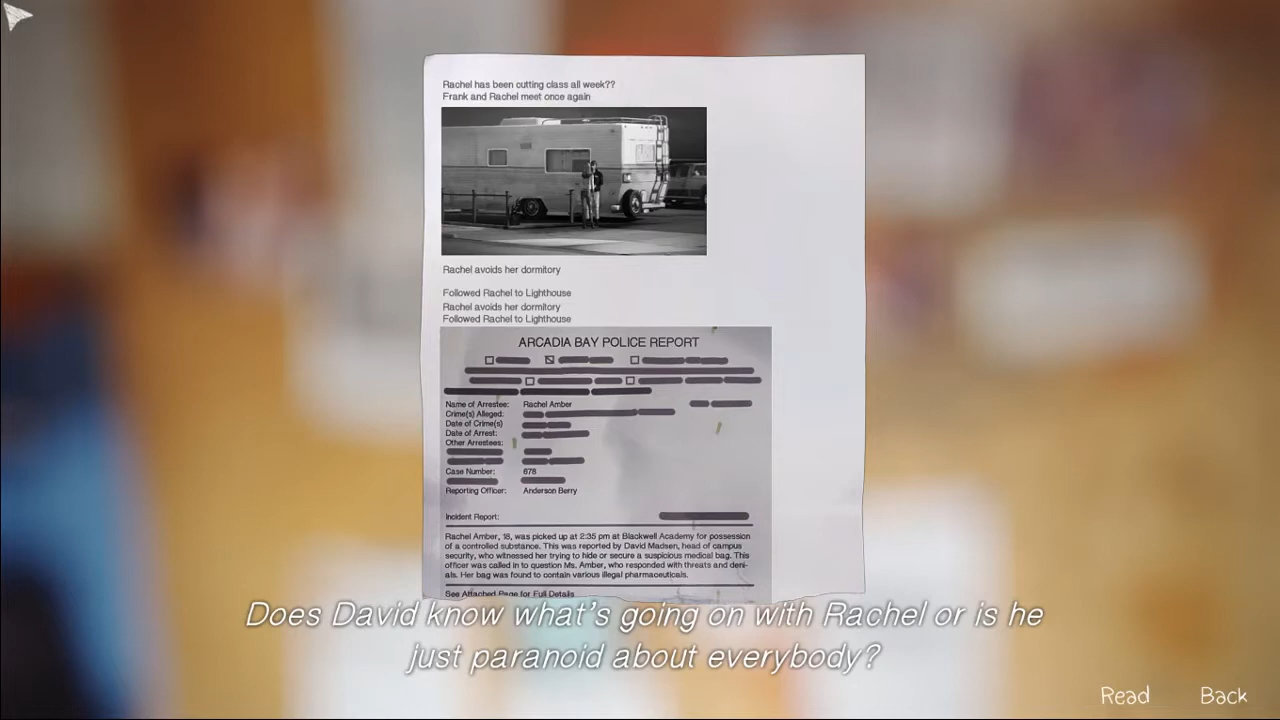 Rachel has been cutting class all week??
Frank and Rachel meet once again
Rachel avoids her dormitory
Followed Rachel to Lighthouse
Rachel avoids her dormitory
Followed Rachel to Lighthouse
ARCADIA BAY POLICE REPORT
Name of Arrestee: Rachel Amber
Crime(s) Alleged:
Date of Crime(s)
Date of Arrest:
Other Arrestees:
Case Number: 678
Reporting Officer: Anderson Berry
Incident Report:
Rachel Amber, 18, was picked up at 2:35 pm at Blackwell Academy for possession
of a controlled substance. This was reported by David Madsen, head of campus
security, who witnessed her trying to hide or secure a suspicious medical bag. This
officer was called in to question Ms. Amber, who responded with threats and deni-
als. Her bag was found to contain various illegal pharmaceuticals.
See Attached Page for Full Details
Does David know what's going on with Rachel or is he
just paranoid about everybody?
Read Back